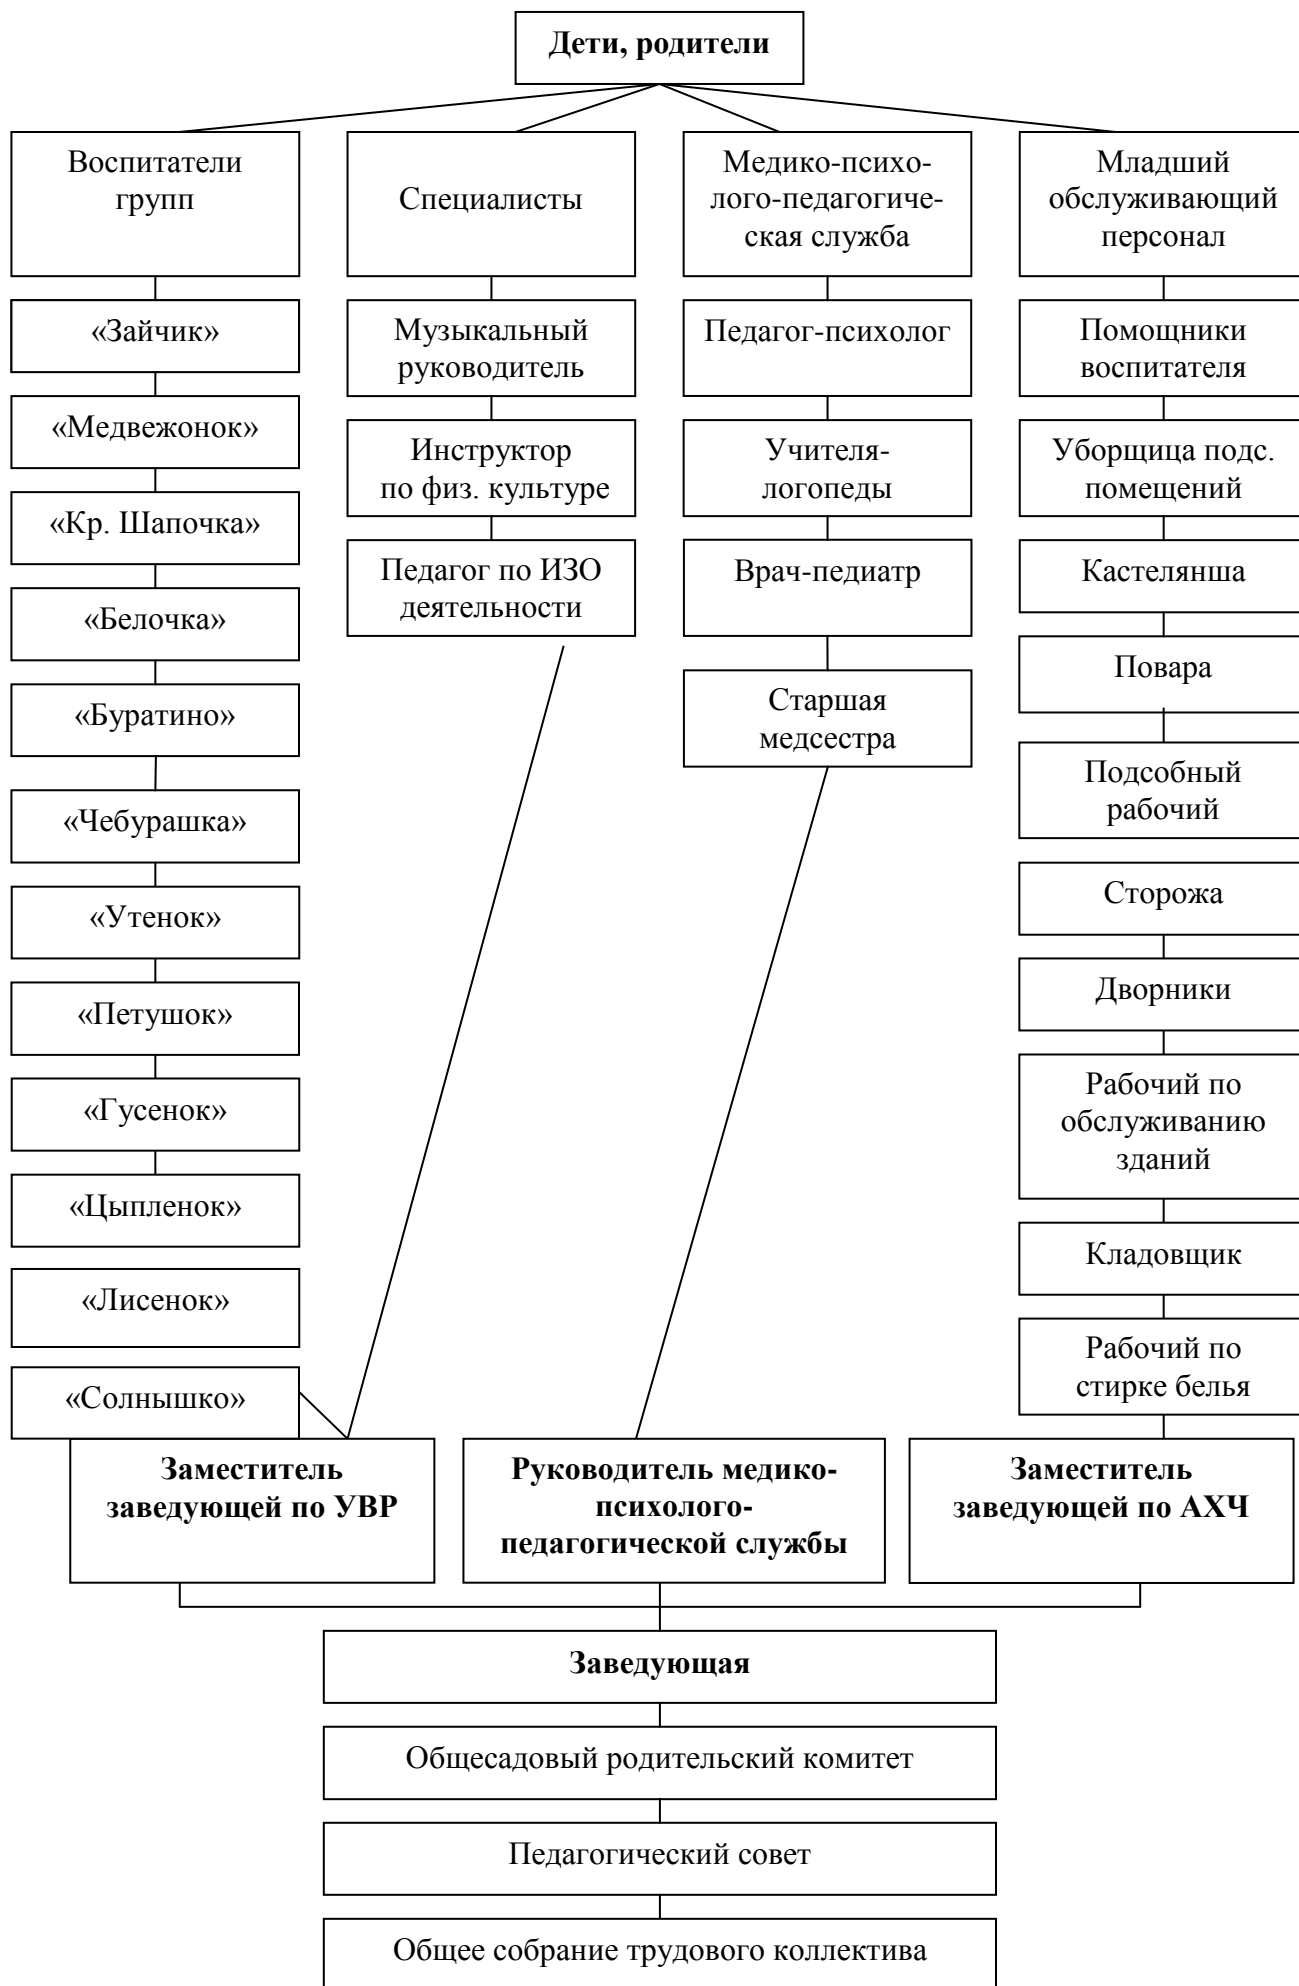 Дети, родители
Воспитатели
групп
Специалисты
Медико-психо-
лого-педагогиче-
ская служба
Младший
обслуживающий
персонал
«Зайчик»
«Медвежонок»
«Кр. Шапочка»
«Белочка»
«Буратино»
«Чебурашка»
«Утенок»
«Петушок»
«Гусенок»
«Цыпленок»
«Лисенок»
«Солнышко»
Музыкальный
руководитель
Инструктор
по физ. культуре
Педагог по ИЗО
деятельности
Педагог-психолог
Учителя-
логопеды
Врач-педиатр
Старшая
медсестра
Помощники
воспитателя
Уборщица подс.
помещений
Кастелянша
Повара
Подсобный
рабочий
Сторожа
Дворники
Рабочий по
обслуживанию
зданий
Кладовщик
Рабочий по
стирке белья
Заместитель
заведующей по УВР
Руководитель медико-
психолого-
педагогической службы
Заместитель
заведующей по АХЧ
Заведующая
Общесадовый родительский комитет
Педагогический совет
Общее собрание трудового коллектива